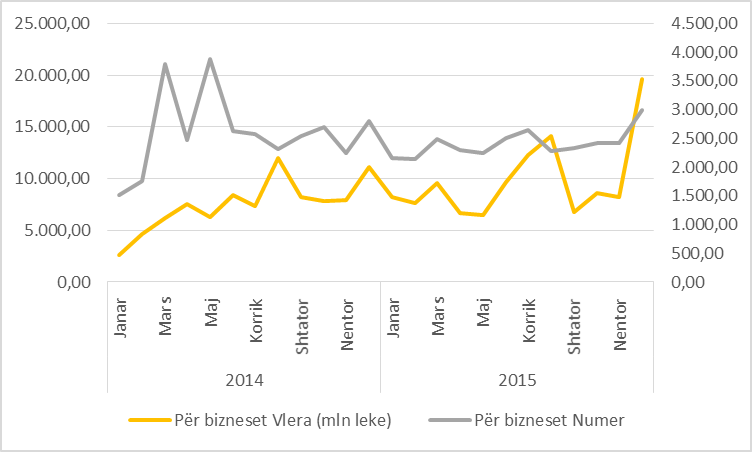 25.000,00
20.000,00
15.000,00
10.000,00
5.000,00
0,00
4.500,00
4.000,00
3.500,00
3.000,00
2.500,00
2.000,00
1.500,00
1.000,00
500,00
0,00
Janar
Mars
Maj
Korrik
Shtator
Nentor
Janar
Mars
Maj
Korrik
Shtator
Nentor
2014
2015
Për bizneset Vlera (mln leke)
Për bizneset Numer